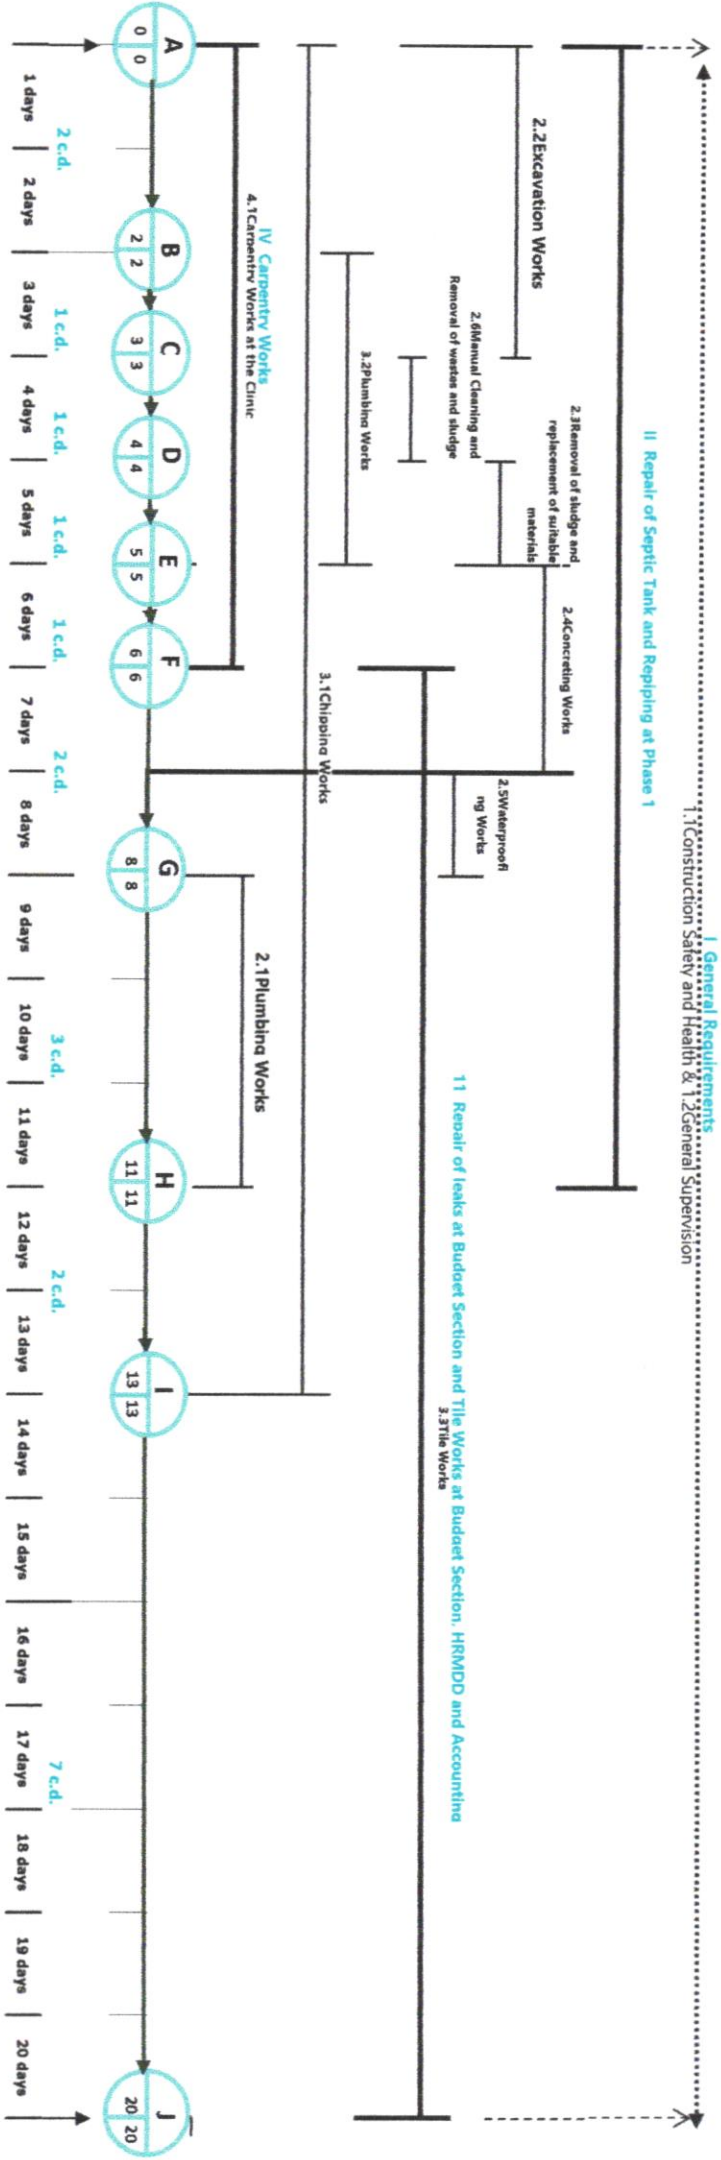 I General Requirements
1.1Construction Safety and Health & 1.2General Supervision
II Repair of Septic Tank and Repiping at Phase 1
2.2Excavation Works
2.3Removal of sludge and
replacement of suitable
materials
2.4Concreting Works
2.6Manual Cleaning and
Removal of wastes and sludge
2.5Waterproofi
ng Works
11 Repair of leaks at Budget Section and Tile Works at Budget Section, HRMDD and Accounting
3.3Tile Works
3.2Plumbing Works
3.1Chipping Works
IV Carpentry Works
4.1Carpentry Works at the Clinic
2.1Plumbing Works
A
0 0
B
2 2
C
3 3
D
4 4
E
5 5
F
6 6
G
8 8
H
11 11
I
13 13
J
20 20
2 c.d.
1 c.d.
1 c.d.
1 c.d.
1 c.d.
2 c.d.
3 c.d.
2 c.d.
7 c.d.
1 days
2 days
3 days
4 days
5 days
6 days
7 days
8 days
9 days
10 days
11 days
12 days
13 days
14 days
15 days
16 days
17 days
18 days
19 days
20 days